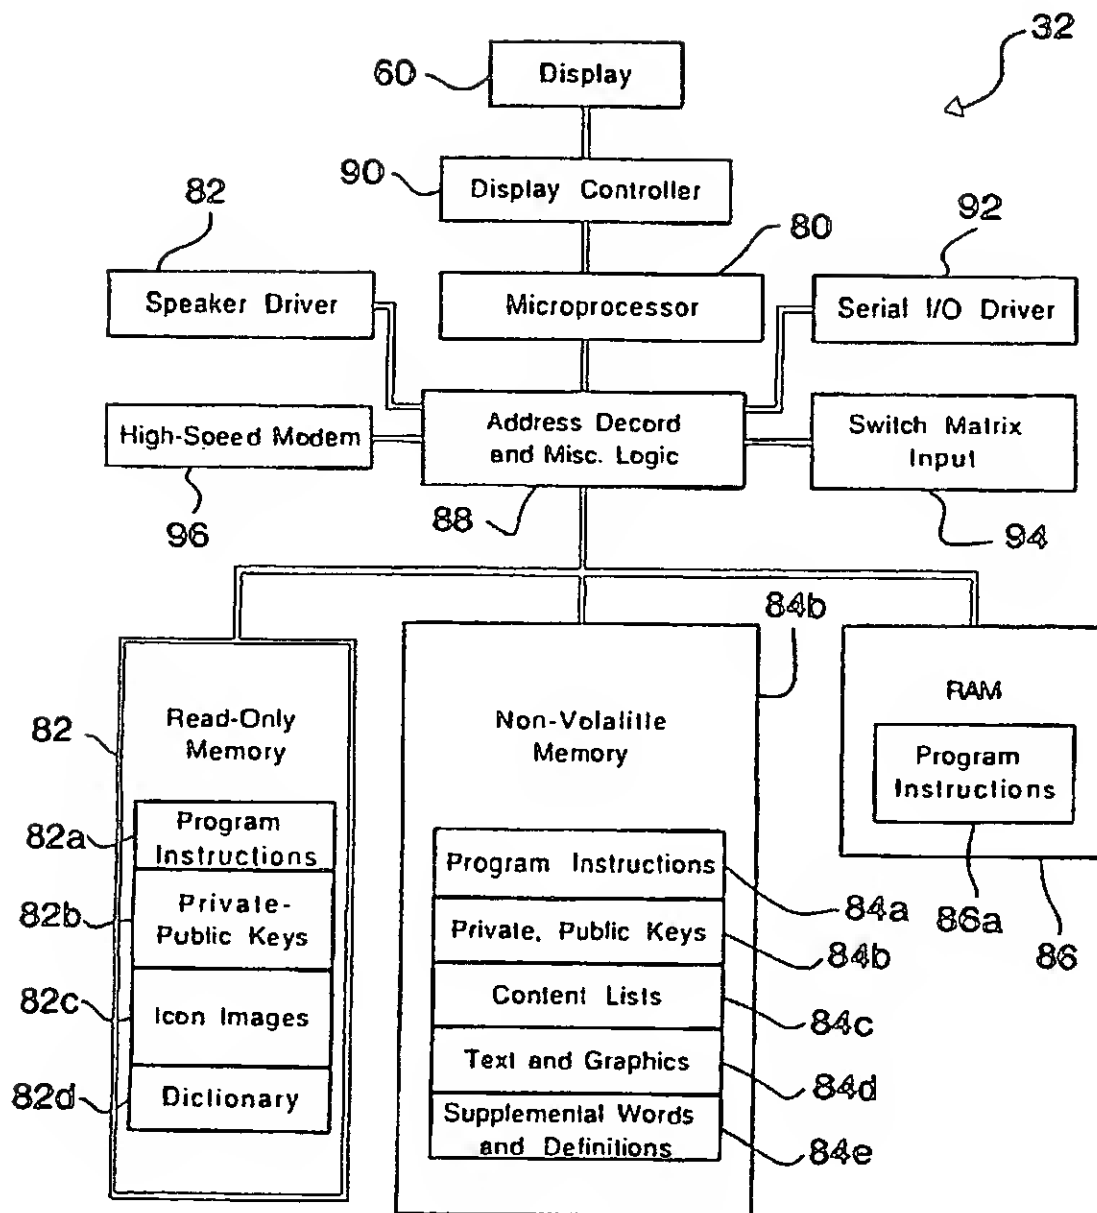 32
60
Display
90
Display Controller
82
80
92
Speaker Driver
Microprocessor
Serial I/O Driver
High-Speed Modem
Address Decord
and Misc. Logic
Switch Matrix
Input
96
88
94
84b
82
Read-Only
Memory
Non-Volalitle
Memory
RAM
Program
Instructions
82a
Program
Instructions
82b
Private-
Public Keys
82c
Icon Images
82d
Dictionary
Program Instructions
84a
Private, Public Keys
84b
Content Lists
84c
Text and Graphics
84d
Supplemental Words
and Definitions
84e
86a
86